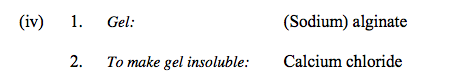 (iv) 1. Gel: (Sodium) alginate
2. To make gel insoluble: Calcium chloride